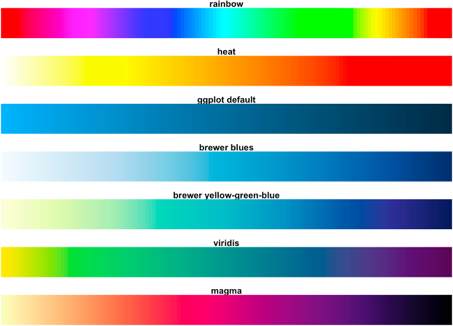 rainbow
heat
ggplot default
brewer blues
brewer yellow-green-blue
viridis
magma